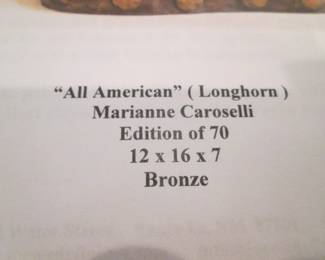 "All American" ( Longhorn )
Marianne Caroselli
Edition of 70
12 x 16 x 7
Bronze